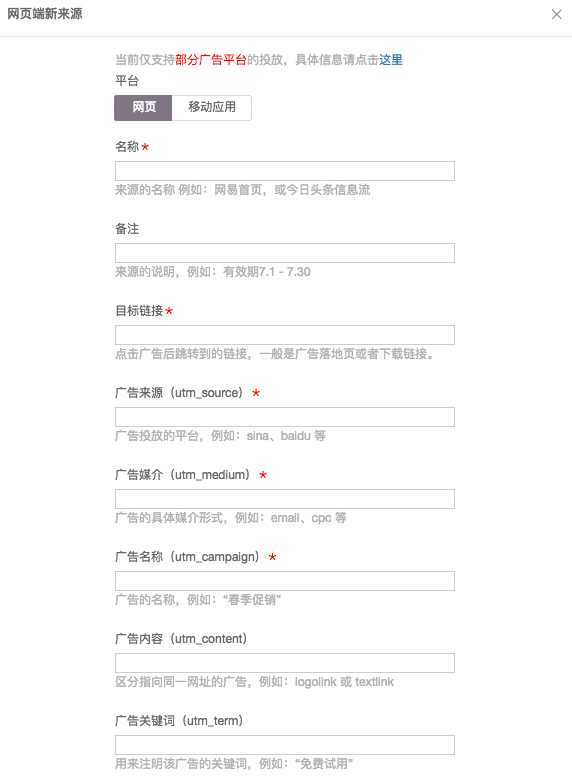 网页端新来源
当前仅支持部分广告平台的投放，具体信息请点击这里
平台
网页 移动应用
名称*
来源的名称 例如：网易首页，或今日头条信息流
备注
来源的说明，例如：有效期7.1 - 7.30
目标链接*
点击广告后跳转到的链接，一般是广告落地页或者下载链接。
广告来源（utm_source）*
广告投放的平台，例如：sina、baidu 等
广告媒介（utm_medium）*
广告的具体媒介形式，例如：email、cpc 等
广告名称（utm_campaign）*
广告的名称，例如：“春季促销”
广告内容（utm_content）
区分指向同一网址的广告，例如：logolink 或 textlink
广告关键词（utm_term）
用来注明该广告的关键词，例如：“免费试用”